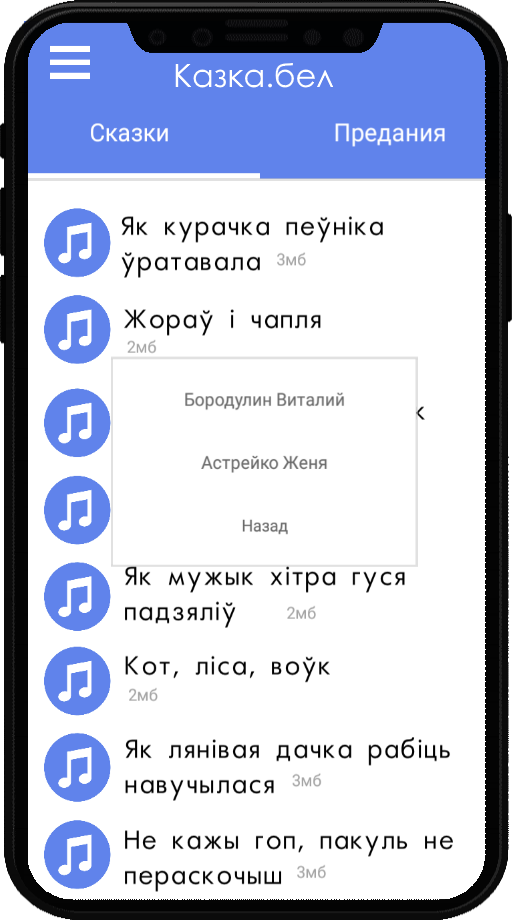 Казка.бел
Сказки
Предания
Як курачка пеўніка
ўратавала 3мб
Жораў і чапля
2мб
Бородулин Виталий
Астрейко Женя
Назад
Як мужык хітра гуся
падзяліў 2мб
Кот, ліса, воўк
2мб
Як лянівая дачка рабіць
навучылася 3мб
Не кажы гоп, пакуль не
пераскочыш 3мб